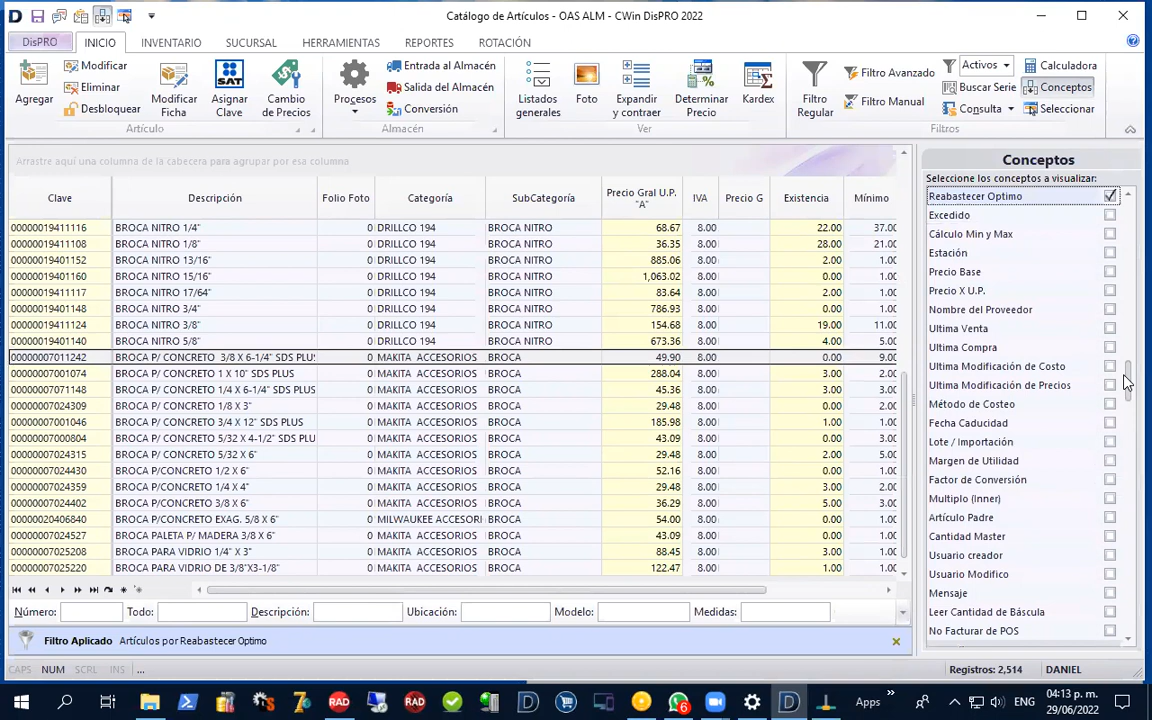 Catálogo de Artículos - OAS ALM - CWin DisPRO 2022
DisPRO INICIO INVENTARIO SUCURSAL HERRAMIENTAS REPORTES ROTACIÓN
Agregar
Modificar
Eliminar
Desbloquear
Modificar Ficha
Asignar Clave
Cambio de Precios
Artículo
Procesos
Entrada al Almacén
Salida del Almacén
Conversión
Almacén
Listados generales
Foto
Expandir y contraer
Determinar Precio
Kardex
Ver
Filtro Regular
Filtro Avanzado
Filtro Manual
Activos
Buscar Serie
Consulta
Calculadora
Conceptos
Seleccionar
Filtros
Arrastre aquí una columna de la cabecera para agrupar por esa columna
Clave Descripción Folio Foto Categoría SubCategoría Precio Gral U.P. "A" IVA Precio G Existencia Mínimo
00000019411116 BROCA NITRO 1/4" 0 DRILLCO 194 BROCA NITRO 68.67 8.00 22.00 37.00
00000019411108 BROCA NITRO 1/8" 0 DRILLCO 194 BROCA NITRO 36.35 8.00 28.00 21.00
00000019401152 BROCA NITRO 13/16" 0 DRILLCO 194 BROCA NITRO 885.06 8.00 2.00 1.00
00000019401160 BROCA NITRO 15/16" 0 DRILLCO 194 BROCA NITRO 1,063.02 8.00 0.00 1.00
00000019411117 BROCA NITRO 17/64" 0 DRILLCO 194 BROCA NITRO 83.64 8.00 2.00 1.00
00000019401148 BROCA NITRO 3/4" 0 DRILLCO 194 BROCA NITRO 786.93 8.00 0.00 1.00
00000019411124 BROCA NITRO 3/8" 0 DRILLCO 194 BROCA NITRO 154.68 8.00 19.00 11.00
00000019401140 BROCA NITRO 5/8" 0 DRILLCO 194 BROCA NITRO 673.36 8.00 4.00 5.00
00000007011242 BROCA P/ CONCRETO 3/8 X 6-1/4" SDS PLUS 0 MAKITA ACCESORIOS BROCA 49.90 8.00 0.00 9.00
00000007001074 BROCA P/ CONCRETO 1 X 10" SDS PLUS 0 MAKITA ACCESORIOS BROCA 288.04 8.00 3.00 2.00
00000007071148 BROCA P/ CONCRETO 1/4 X 6-1/4" SDS PLUS 0 MAKITA ACCESORIOS BROCA 45.36 8.00 3.00 3.00
00000007024309 BROCA P/ CONCRETO 1/8 X 3" 0 MAKITA ACCESORIOS BROCA 29.48 8.00 0.00 2.00
00000007001046 BROCA P/ CONCRETO 3/4 X 12" SDS PLUS 0 MAKITA ACCESORIOS BROCA 185.98 8.00 1.00 1.00
00000007000804 BROCA P/ CONCRETO 5/32 X 4-1/2" SDS PLUS 0 MAKITA ACCESORIOS BROCA 43.09 8.00 0.00 3.00
00000007024315 BROCA P/ CONCRETO 5/32 X 6" 0 MAKITA ACCESORIOS BROCA 29.48 8.00 2.00 5.00
00000007024430 BROCA P/CONCRETO 1/2 X 6" 0 MAKITA ACCESORIOS BROCA 52.16 8.00 0.00 1.00
00000007024359 BROCA P/CONCRETO 1/4 X 4" 0 MAKITA ACCESORIOS BROCA 29.48 8.00 3.00 2.00
00000007024402 BROCA P/CONCRETO 3/8 X 6" 0 MAKITA ACCESORIOS BROCA 36.29 8.00 5.00 3.00
00000020406840 BROCA P/CONCRETO EXAG. 5/8 X 6" 0 MILWAUKEE ACCESORI BROCA 54.00 8.00 0.00 1.00
00000007024527 BROCA PALETA P/ MADERA 3/8 X 6" 0 MAKITA ACCESORIOS BROCA 43.09 8.00 0.00 1.00
00000007025208 BROCA PARA VIDRIO 1/4" X 3" 0 MAKITA ACCESORIOS BROCA 88.45 8.00 3.00 1.00
00000007025220 BROCA PARA VIDRIO DE 3/8"X3-1/8" 0 MAKITA ACCESORIOS BROCA 122.47 8.00 1.00 1.00
Número: Todo: Descripción: Ubicación: Modelo: Medidas:
Filtro Aplicado Artículos por Reabastecer Optimo
Conceptos
Seleccione los conceptos a visualizar:
Reabastecer Optimo
Excedido
Cálculo Min y Max
Estación
Precio Base
Precio X U.P.
Nombre del Proveedor
Ultima Venta
Ultima Compra
Ultima Modificación de Costo
Ultima Modificación de Precios
Método de Costeo
Fecha Caducidad
Lote / Importación
Margen de Utilidad
Factor de Conversión
Multiplo (Inner)
Artículo Padre
Cantidad Master
Usuario creador
Usuario Modifico
Mensaje
Leer Cantidad de Báscula
No Facturar de POS
CAPS NUM SCRL INS ... Registros: 2,514 DANIEL
RAD RAD 6 Apps ENG 04:13 p. m.
29/06/2022